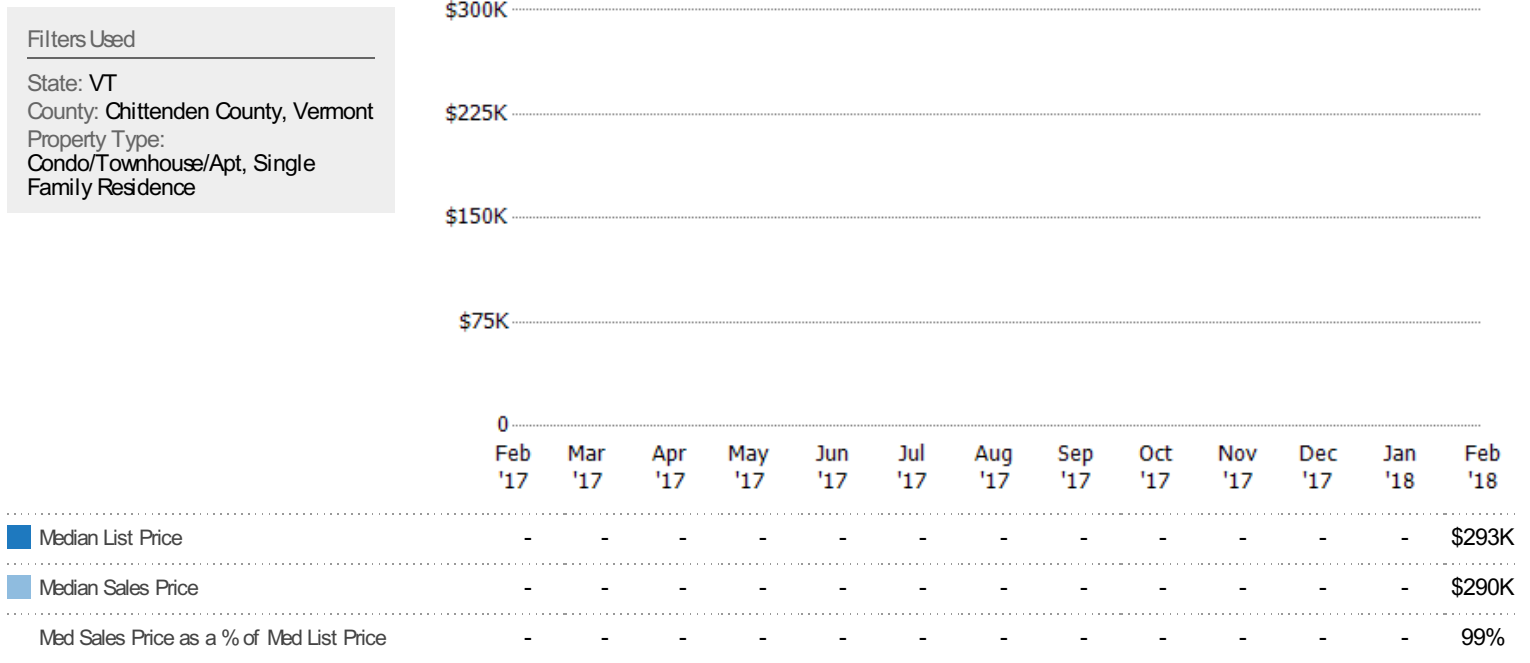 Filters Used
State: VT
County: Chittenden County, Vermont
Property Type:
Condo/Townhouse/Apt, Single
Family Residence
$300K
$225K
$150K
$75K
0
Feb Mar Apr May Jun Jul Aug Sep Oct Nov Dec Jan Feb
'17 '17 '17 '17 '17 '17 '17 '17 '17 '17 '17 '18 '18
Median List Price - - - - - - - - - - - - $293K
Median Sales Price - - - - - - - - - - - - $290K
Med Sales Price as a % of Med List Price - - - - - - - - - - - - 99%